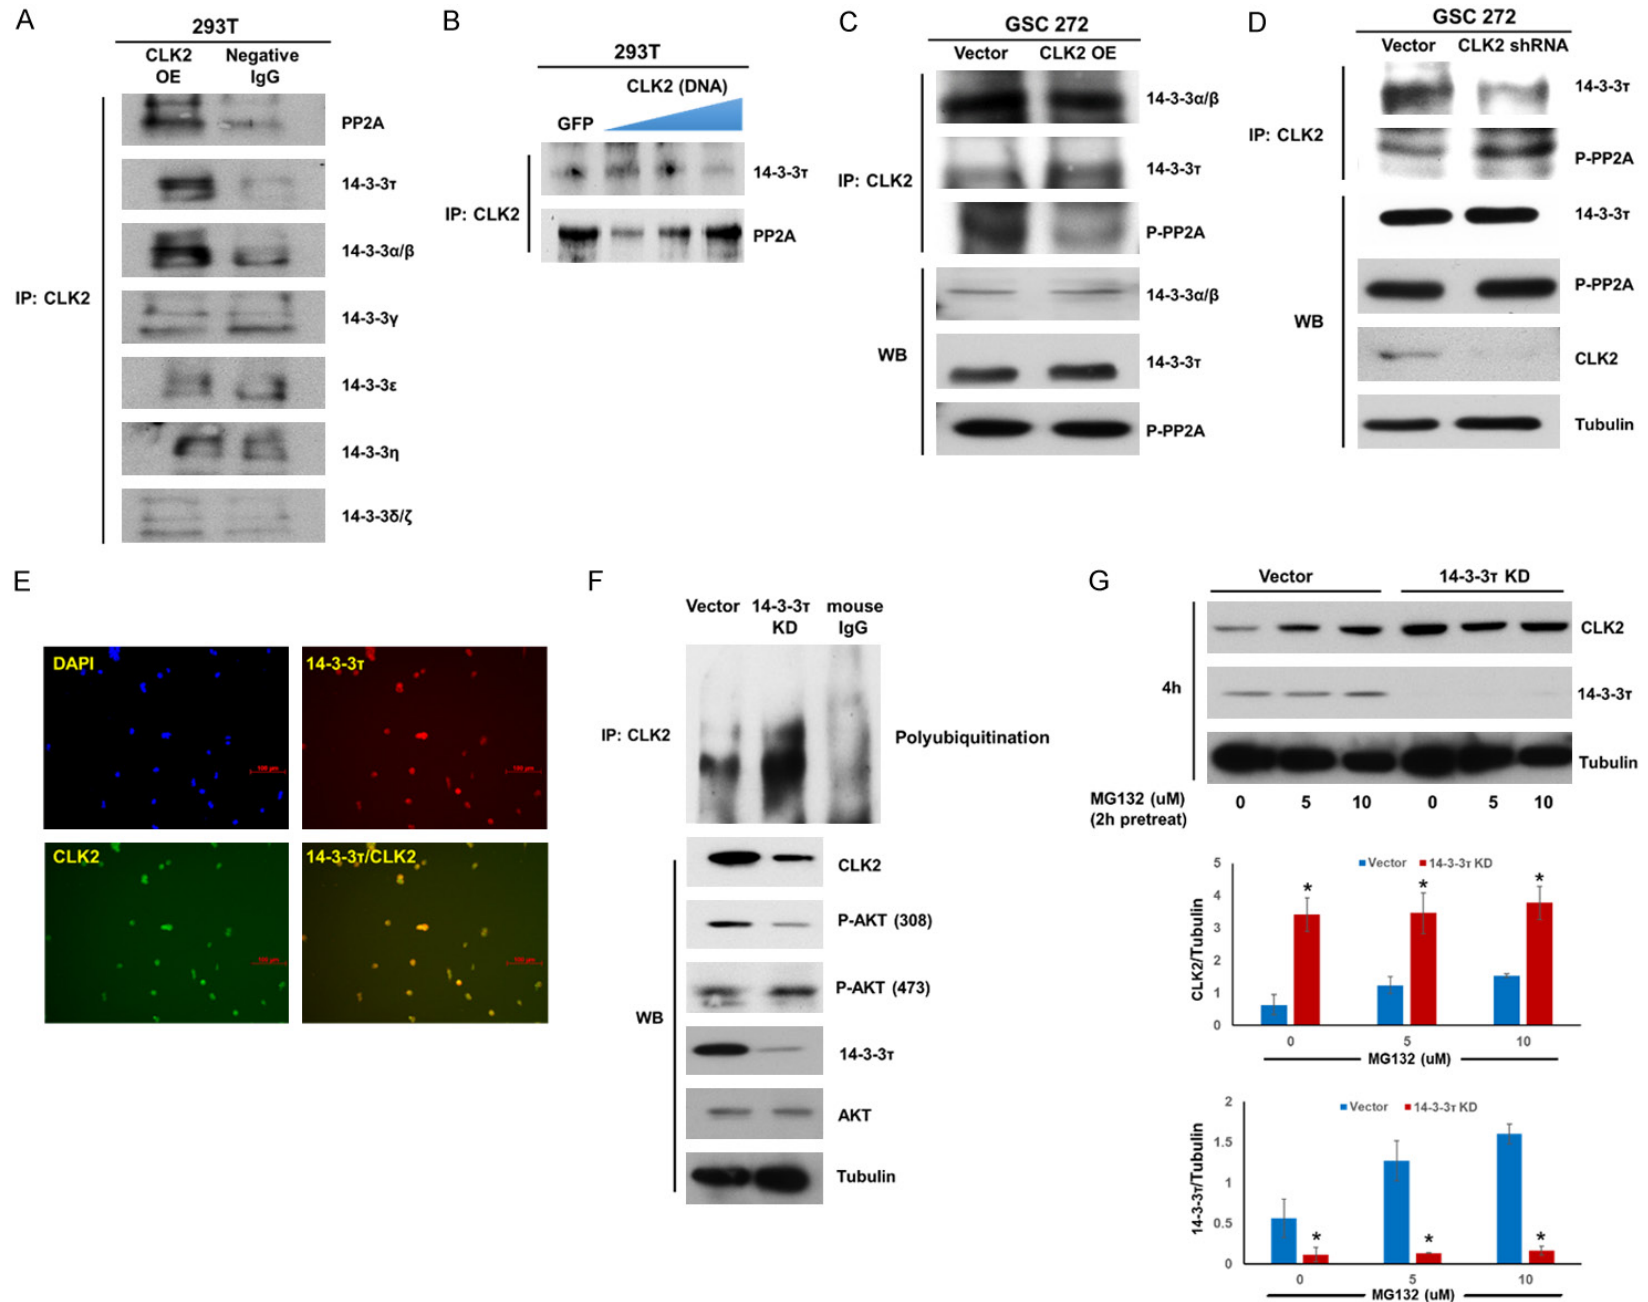 A
293T
CLK2 OE
Negative IgG
IP: CLK2
PP2A
14-3-3τ
14-3-3α/β
14-3-3γ
14-3-3ε
14-3-3η
14-3-3δ/ζ
B
293T
CLK2 (DNA)
GFP
IP: CLK2
14-3-3τ
PP2A
C
GSC 272
Vector CLK2 OE
IP: CLK2
14-3-3α/β
14-3-3τ
P-PP2A
WB
14-3-3α/β
14-3-3τ
P-PP2A
D
GSC 272
Vector CLK2 shRNA
IP: CLK2
14-3-3τ
P-PP2A
WB
14-3-3τ
P-PP2A
CLK2
Tubulin
E
DAPI
14-3-3τ
CLK2
14-3-3τ/CLK2
100 μm
100 μm
100 μm
100 μm
F
Vector
14-3-3τ KD
mouse IgG
IP: CLK2
Polyubiquitination
WB
CLK2
P-AKT (308)
P-AKT (473)
14-3-3τ
AKT
Tubulin
G
Vector
14-3-3τ KD
4h
CLK2
14-3-3τ
Tubulin
MG132 (uM)
(2h pretreat)
0 5 10 0 5 10
Vector 14-3-3τ KD
CLK2/Tubulin
5
4
3
2
1
0
* * *
0 5 10
MG132 (uM)
Vector 14-3-3τ KD
14-3-3τ/Tubulin
2
1.5
1
0.5
0
* * *
0 5 10
MG132 (uM)